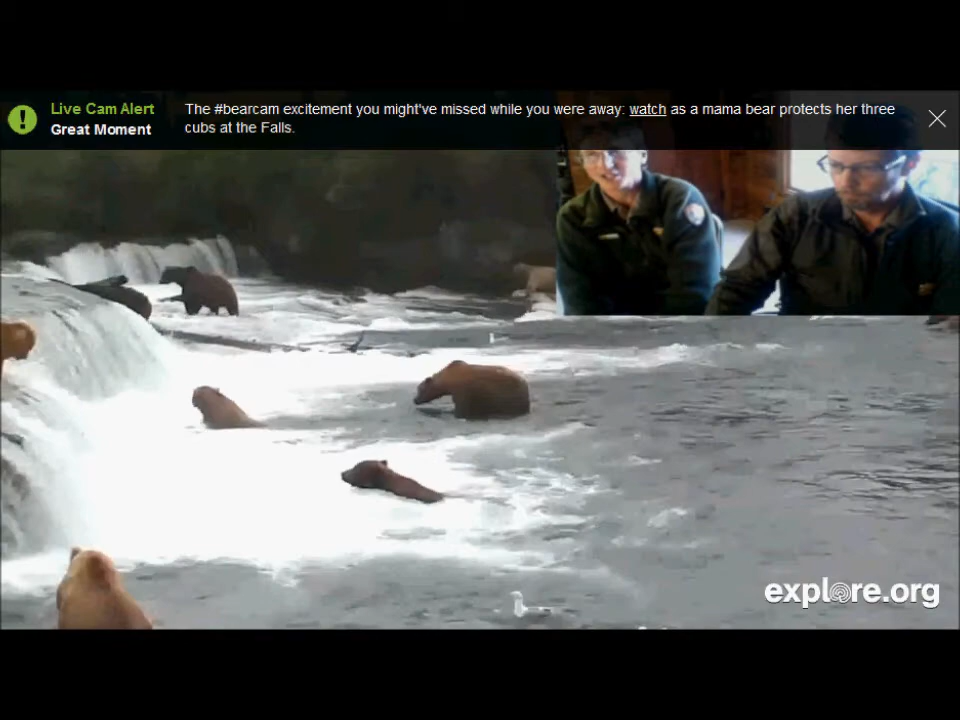 Live Cam Alert
Great Moment
The #bearcam excitement you might've missed while you were away: watch as a mama bear protects her three
cubs at the Falls.
explore.org